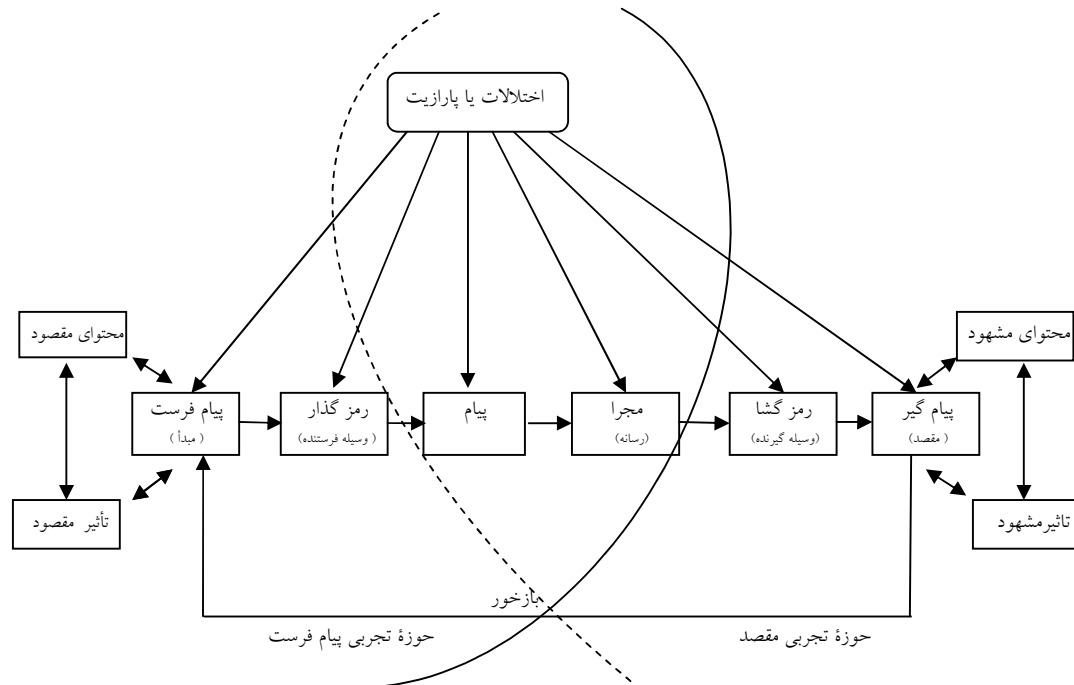 اختلالات یا پارازیت
محتوای مشهود
محتوای مقصود
پیام گیر
( مقصد)
رمز گشا
(وسیله گیرنده)
مجرا
(رسانه)
پیام
رمز گذار
( وسیله فرستنده)
پیام فرست
( مبدأ )
تاثیرمشهود
تأثیر مقصود
بازخور
حوزۀ تجربی مقصد
حوزۀ تجربی پیام فرست